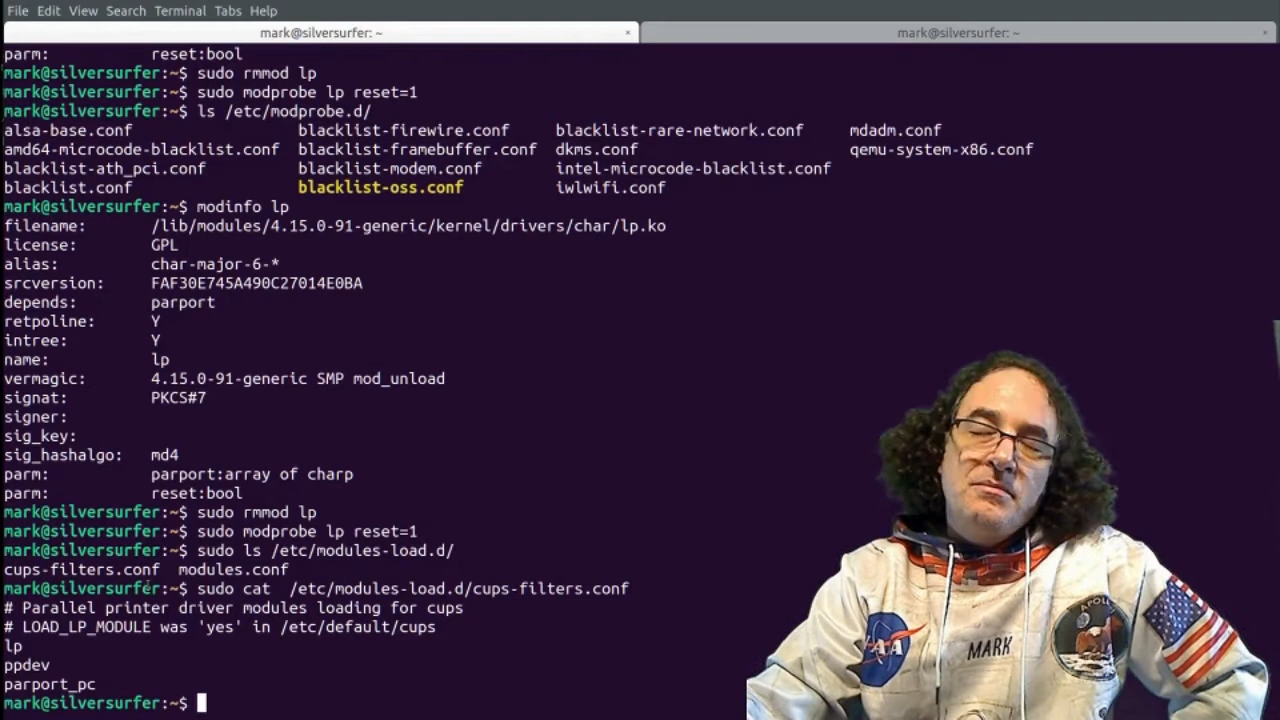 File Edit View Search Terminal Tabs Help
mark@silversurfer: ~ × mark@silversurfer: ~ ×
parm: reset:bool
mark@silversurfer:~$ sudo rmmod lp
mark@silversurfer:~$ sudo modprobe lp reset=1
mark@silversurfer:~$ ls /etc/modprobe.d/
alsa-base.conf blacklist-firewire.conf blacklist-rare-network.conf mdadm.conf
amd64-microcode-blacklist.conf blacklist-framebuffer.conf dkms.conf qemu-system-x86.conf
blacklist-ath_pci.conf blacklist-modem.conf intel-microcode-blacklist.conf
blacklist.conf blacklist-oss.conf iwlwifi.conf
mark@silversurfer:~$ modinfo lp
filename: /lib/modules/4.15.0-91-generic/kernel/drivers/char/lp.ko
license: GPL
alias: char-major-6-*
srcversion: FAF30E745A490C27014E0BA
depends: parport
retpoline: Y
intree: Y
name: lp
vermagic: 4.15.0-91-generic SMP mod_unload
signat: PKCS#7
signer:
sig_key:
sig_hashalgo: md4
parm: parport:array of charp
parm: reset:bool
mark@silversurfer:~$ sudo rmmod lp
mark@silversurfer:~$ sudo modprobe lp reset=1
mark@silversurfer:~$ sudo ls /etc/modules-load.d/
cups-filters.conf modules.conf
mark@silversurfer:~$ sudo cat /etc/modules-load.d/cups-filters.conf
# Parallel printer driver modules loading for cups
# LOAD_LP_MODULE was 'yes' in /etc/default/cups
lp
ppdev
parport_pc
mark@silversurfer:~$
NASA
MARK
APOLLO